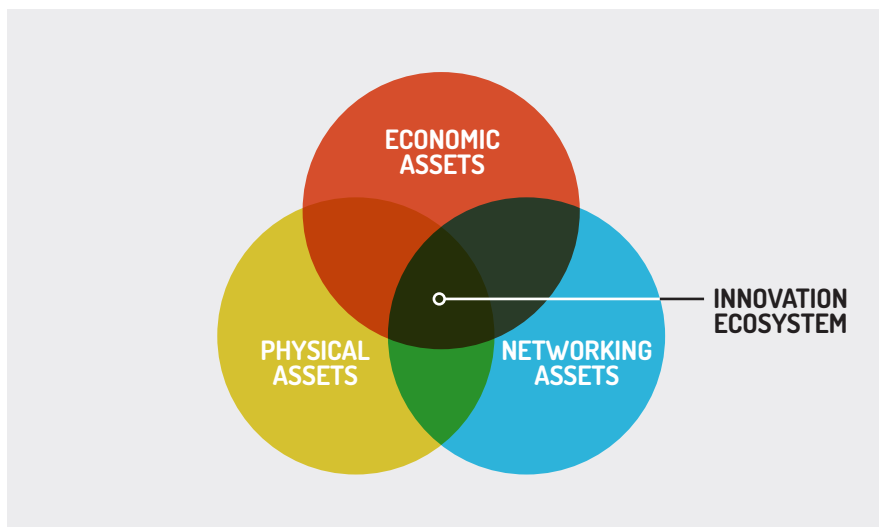 ECONOMIC
ASSETS
PHYSICAL
ASSETS
NETWORKING
ASSETS
INNOVATION
ECOSYSTEM